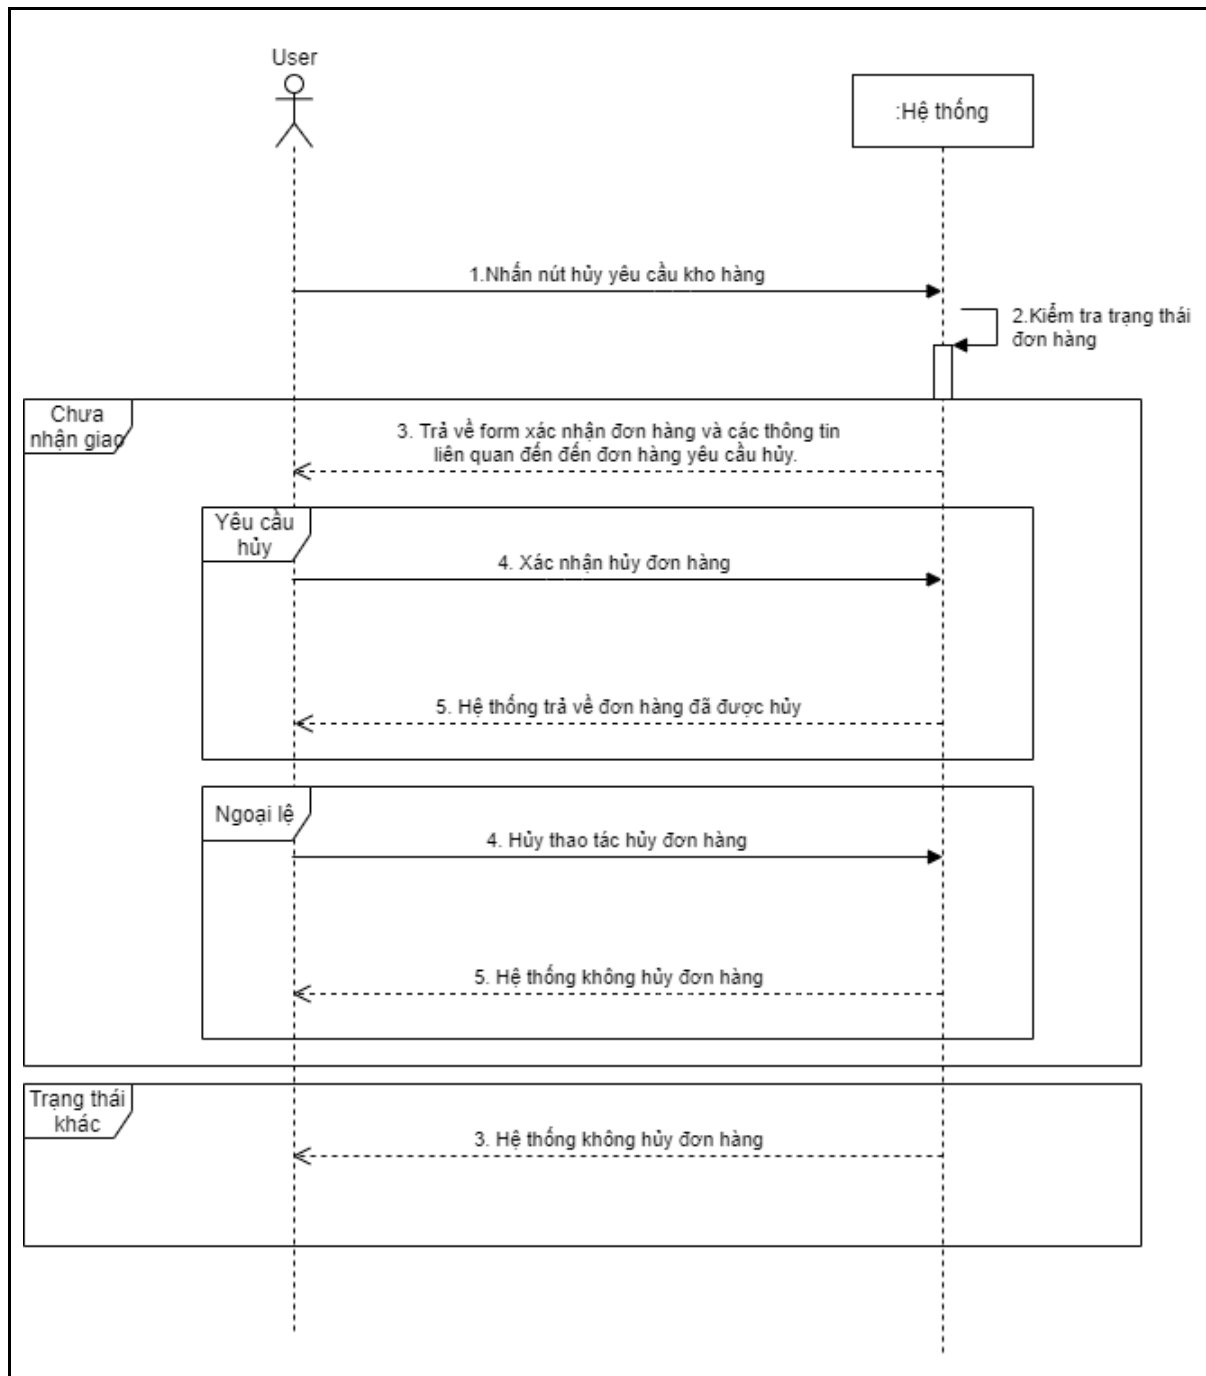 User
:Hệ thống
1.Nhấn nút hủy yêu cầu kho hàng
2.Kiểm tra trạng thái
đơn hàng
Chưa
nhận giao
3. Trả về form xác nhận đơn hàng và các thông tin
liên quan đến đến đơn hàng yêu cầu hủy.
Yêu cầu
hủy
4. Xác nhận hủy đơn hàng
5. Hệ thống trả về đơn hàng đã được hủy
Ngoại lệ
4. Hủy thao tác hủy đơn hàng
5. Hệ thống không hủy đơn hàng
Trạng thái
khác
3. Hệ thống không hủy đơn hàng